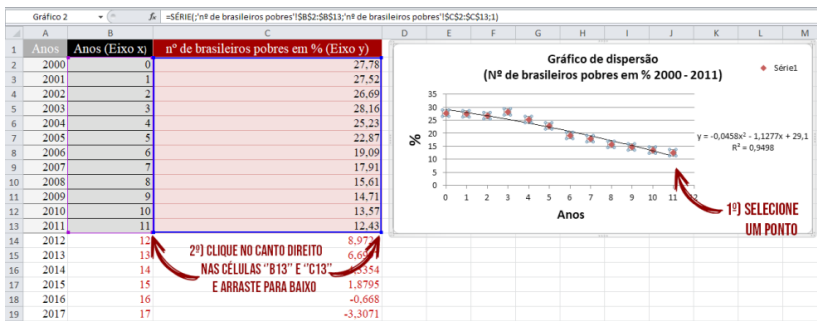 Gráfico 2
fx =SÉRIE(;'nº de brasileiros pobres'!$B$2:$B$13;'nº de brasileiros pobres'!$C$2:$C$13;1)
A B C D E F G H I J K L M
1 Anos Anos (Eixo x) nº de brasileiros pobres em % (Eixo y)
2 2000 0 27,78
3 2001 1 27,52
4 2002 2 26,69
5 2003 3 28,16
6 2004 4 25,23
7 2005 5 22,87
8 2006 6 19,09
9 2007 7 17,91
10 2008 8 15,61
11 2009 9 14,71
12 2010 10 13,57
13 2011 11 12,43
14 2012 12
15 2013 13
16 2014 14
17 2015 15 1,8795
18 2016 16 -0,668
19 2017 17 -3,3071
2º) CLIQUE NO CANTO DIREITO
NAS CÉLULAS "B13" E "C13"
E ARRASTE PARA BAIXO
Gráfico de dispersão
(Nº de brasileiros pobres em % 2000 - 2011)
Série1
35
30
25
20
15
10
5
0
%
y = -0,0458x² - 1,1277x + 29,1
R² = 0,9498
0 1 2 3 4 5 6 7 8 9 10 11
Anos
1º) SELECIONE
UM PONTO